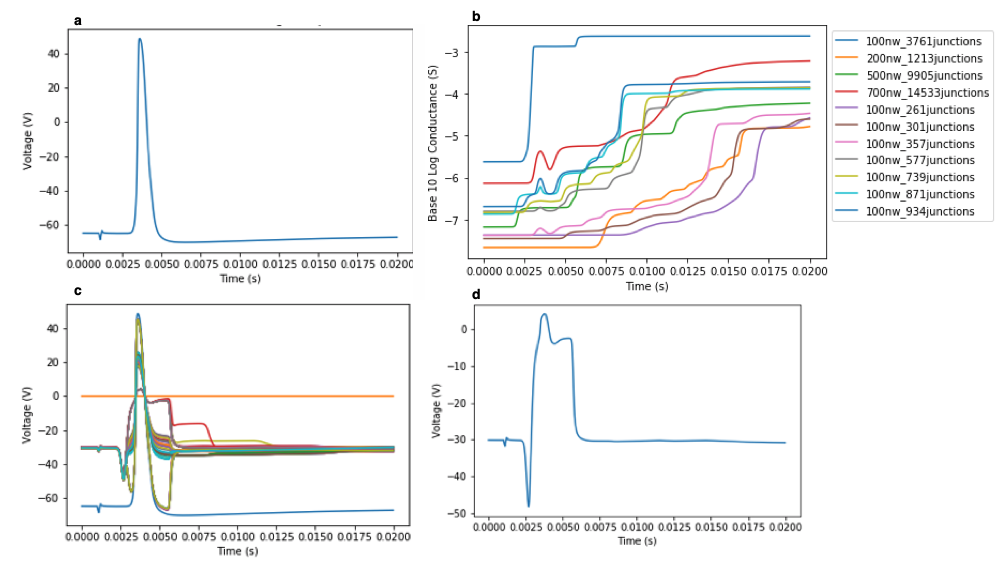 a
40
20
0
−20
−40
−60
Voltage (V)
0.0000 0.0025 0.0050 0.0075 0.0100 0.0125 0.0150 0.0175 0.0200
Time (s)
b
−3
−4
−5
−6
−7
Base 10 Log Conductance (S)
0.0000 0.0025 0.0050 0.0075 0.0100 0.0125 0.0150 0.0175 0.0200
Time (s)
100nw_3761junctions
200nw_1213junctions
500nw_9905junctions
700nw_14533junctions
100nw_261junctions
100nw_301junctions
100nw_357junctions
100nw_577junctions
100nw_739junctions
100nw_871junctions
100nw_934junctions
c
40
20
0
−20
−40
−60
Voltage (V)
0.0000 0.0025 0.0050 0.0075 0.0100 0.0125 0.0150 0.0175 0.0200
Time (s)
d
0
−10
−20
−30
−40
−50
Voltage (V)
0.0000 0.0025 0.0050 0.0075 0.0100 0.0125 0.0150 0.0175 0.0200
Time (s)